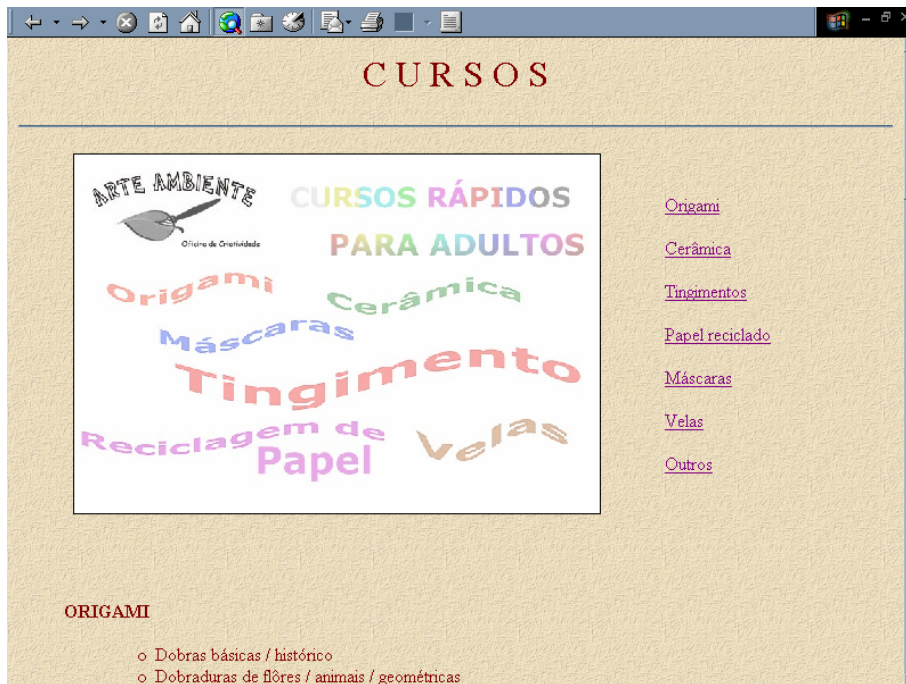 CURSOS
ARTE AMBIENTE
Oficina de Criatividade
CURSOS RÁPIDOS
PARA ADULTOS
Origami
Cerâmica
Máscaras
Tingimento
Reciclagem de
Papel
Velas
Origami
Cerâmica
Tingimentos
Papel reciclado
Máscaras
Velas
Outros
ORIGAMI
o Dobras básicas / histórico
o Dobraduras de flôres / animais / geométricas